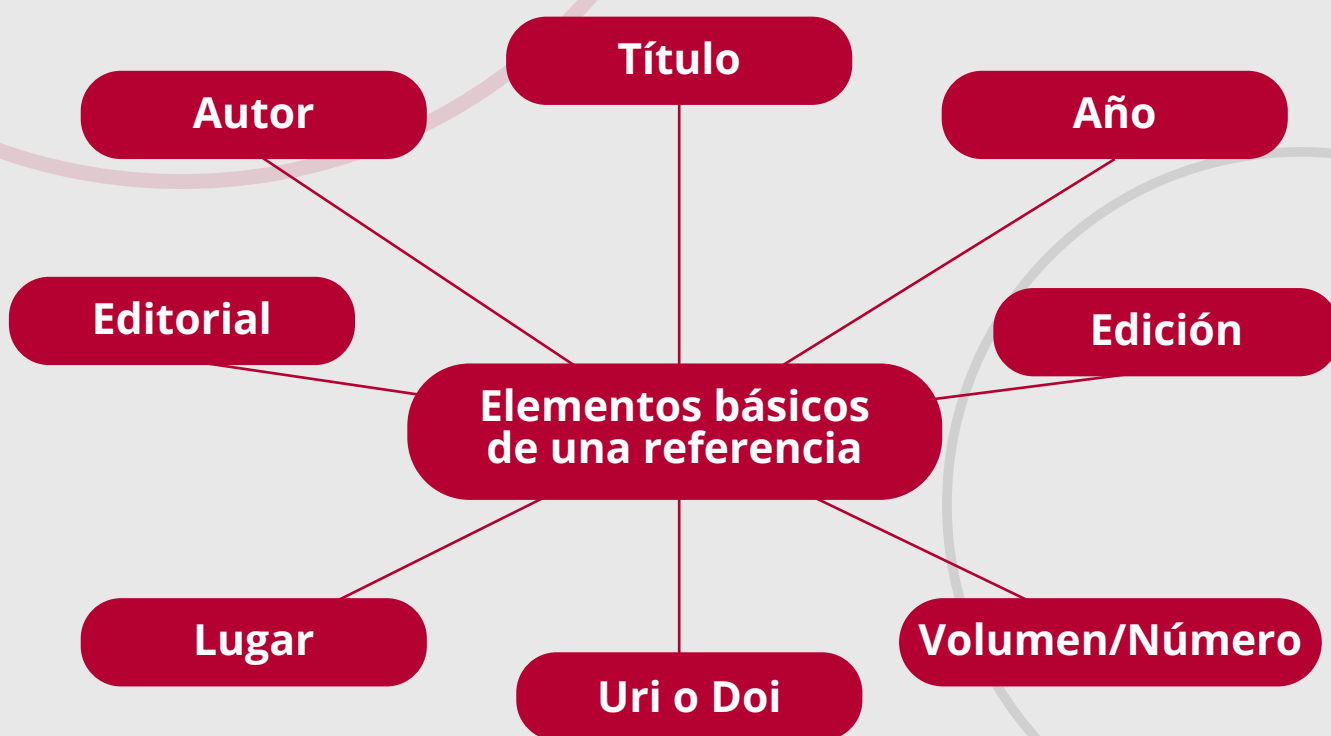 Título
Autor
Año
Editorial
Edición
Elementos básicos
de una referencia
Lugar
Volumen/Número
Uri o Doi